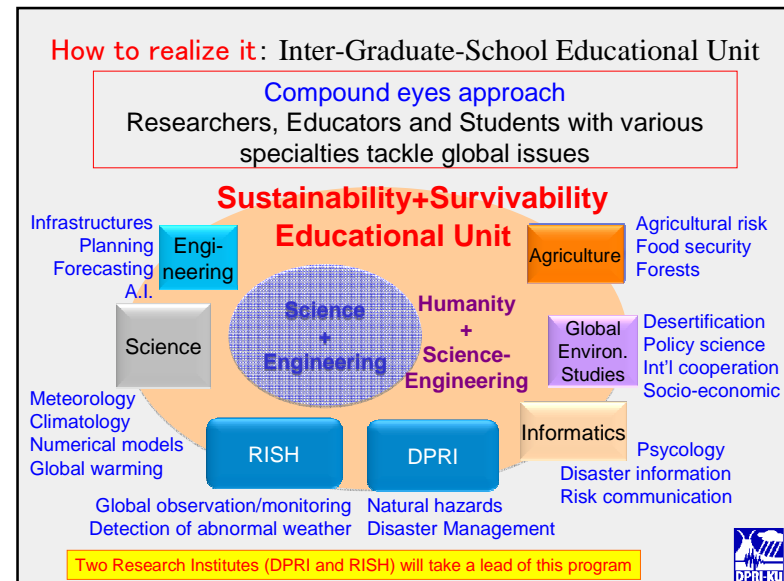 How to realize it: Inter-Graduate-School Educational Unit
Compound eyes approach
Researchers, Educators and Students with various
specialties tackle global issues
Sustainability+Survivability
Educational Unit
Infrastructures
Planning
Forecasting
A.I.
Engi-
neering
Agriculture
Agricultural risk
Food security
Forests
Science
Science
+
Engineering
Humanity
+
Science-
Engineering
Global
Environ.
Studies
Desertification
Policy science
Int'l cooperation
Socio-economic
Meteorology
Climatology
Numerical models
Global warming
RISH
DPRI
Informatics
Psycology
Disaster information
Risk communication
Global observation/monitoring
Detection of abnormal weather
Natural hazards
Disaster Management
Two Research Institutes (DPRI and RISH) will take a lead of this program
DPRI-KU